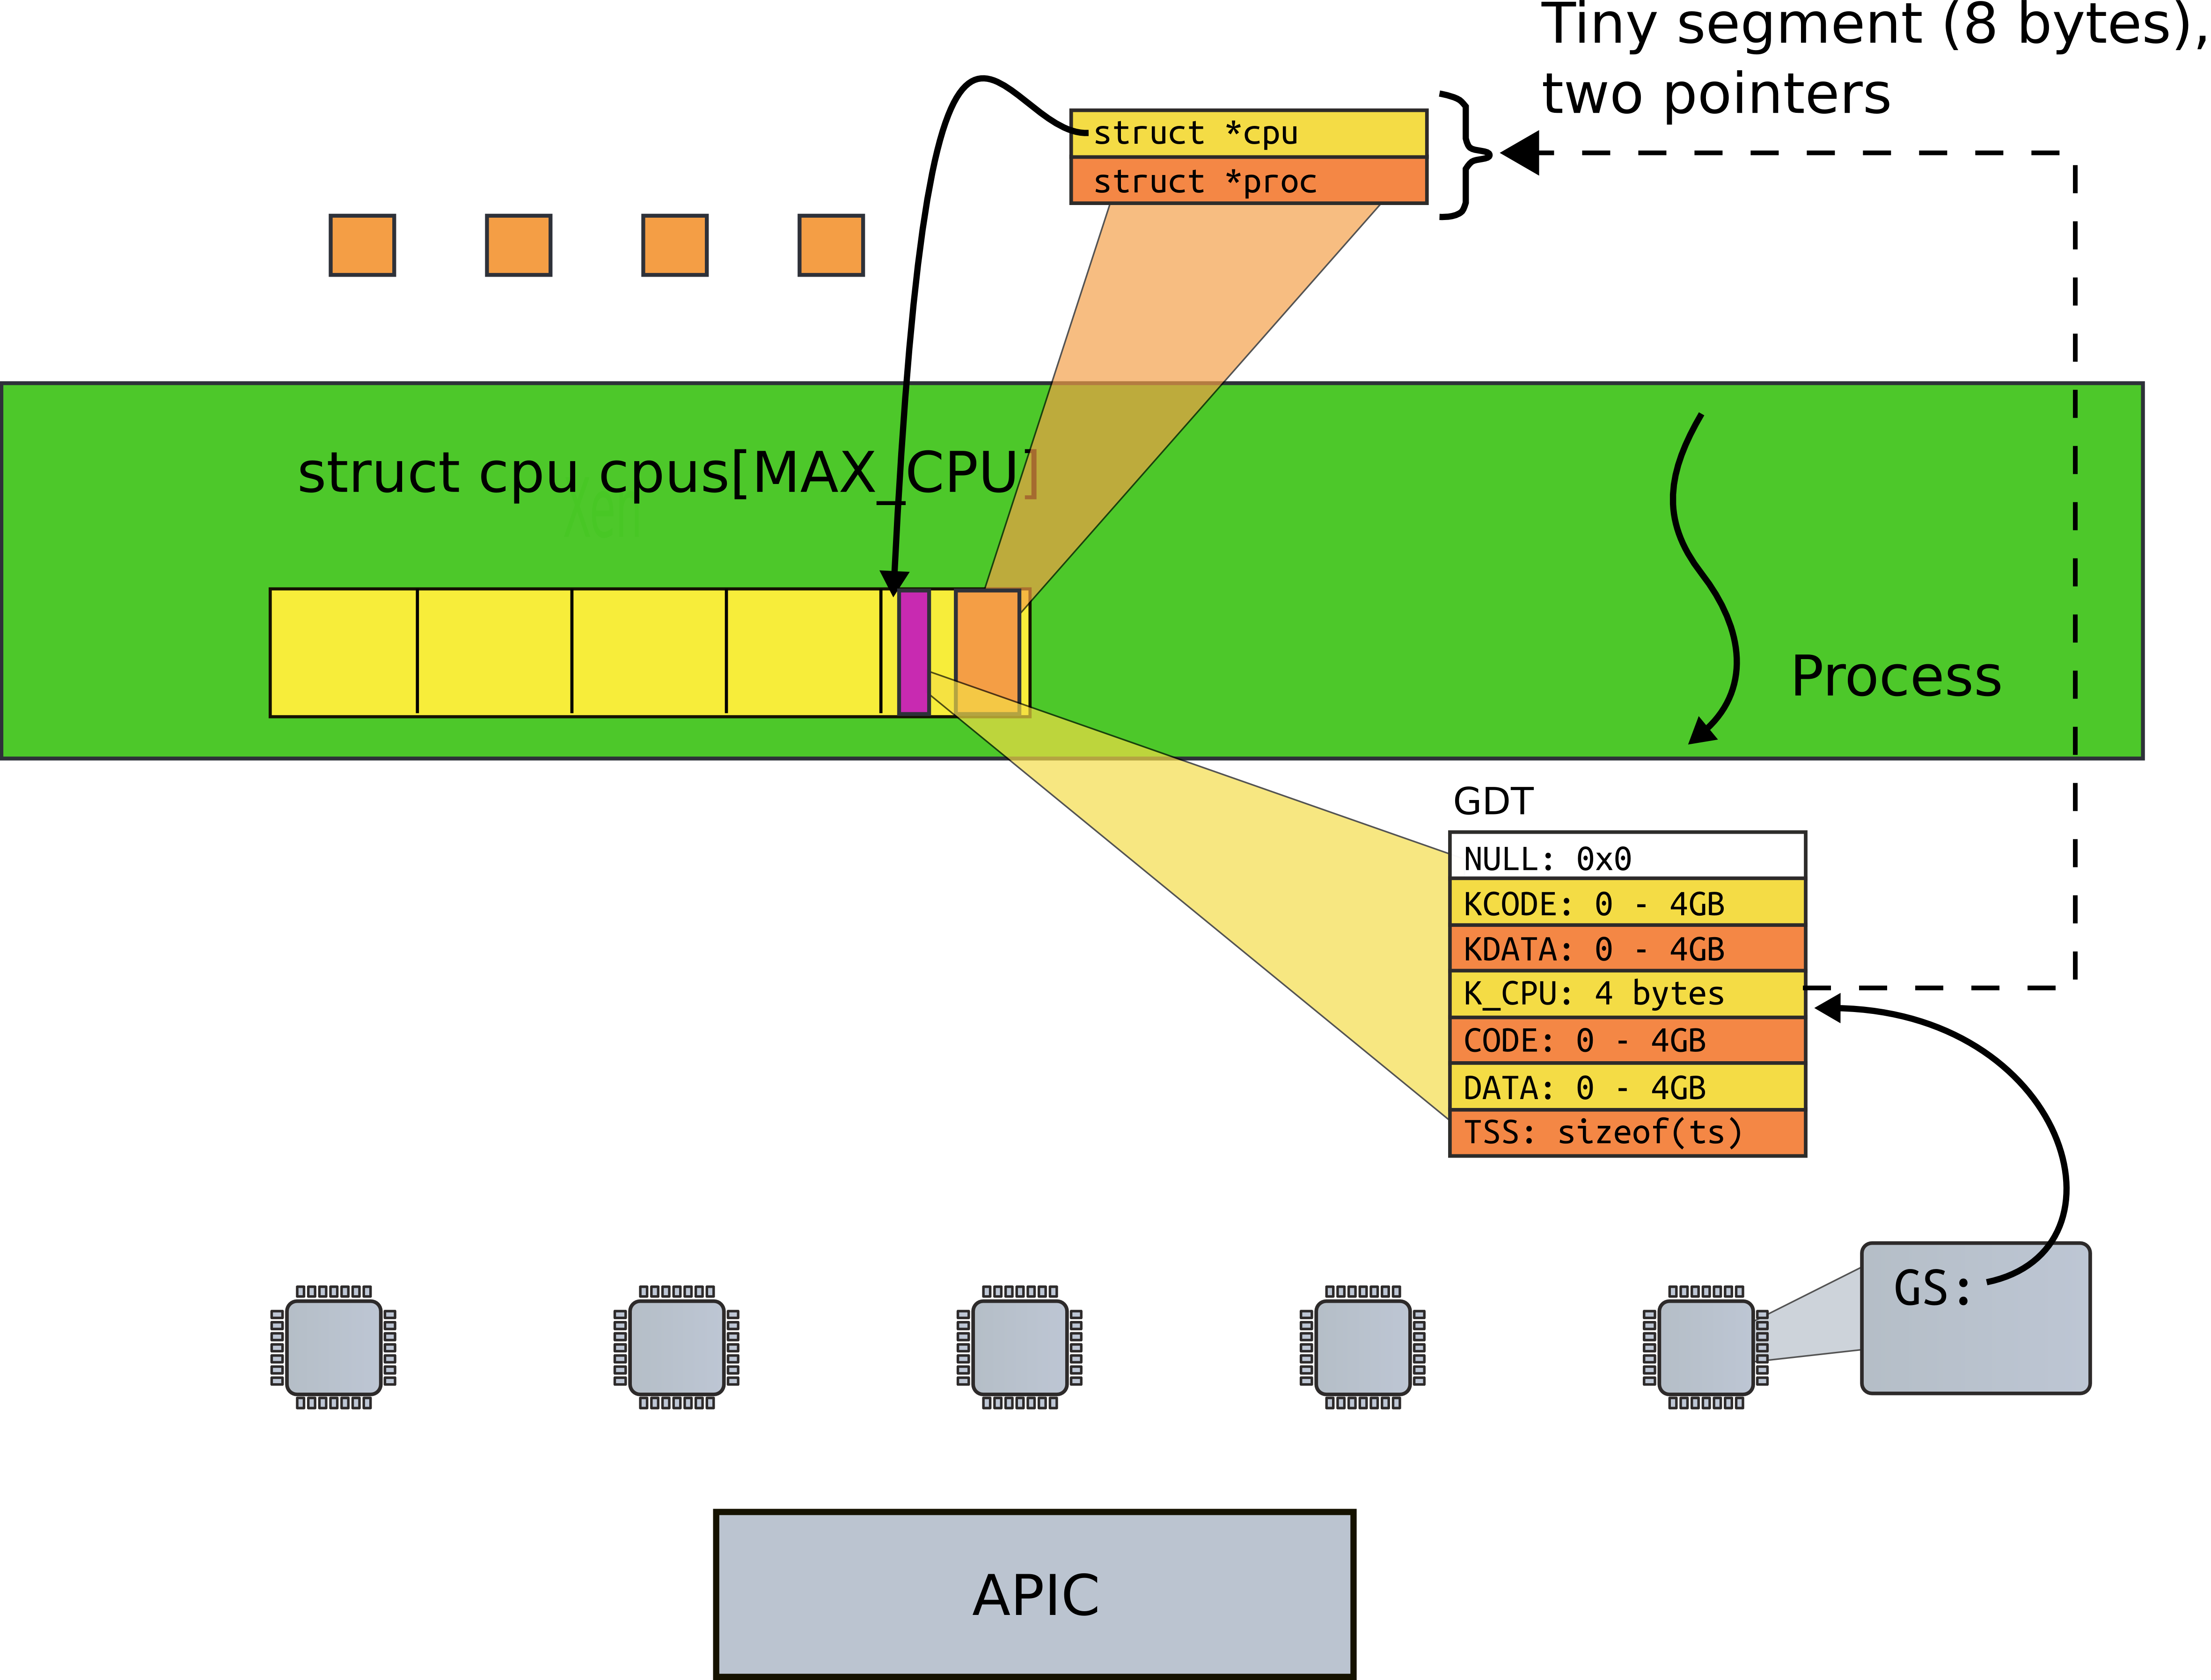 Tiny segment (8 bytes),
two pointers
struct *cpu
struct *proc
struct cpu cpus[MAX_CPU]
Process
GDT
NULL: 0x0
KCODE: 0 - 4GB
KDATA: 0 - 4GB
K_CPU: 4 bytes
CODE: 0 - 4GB
DATA: 0 - 4GB
TSS: sizeof(ts)
GS:
APIC